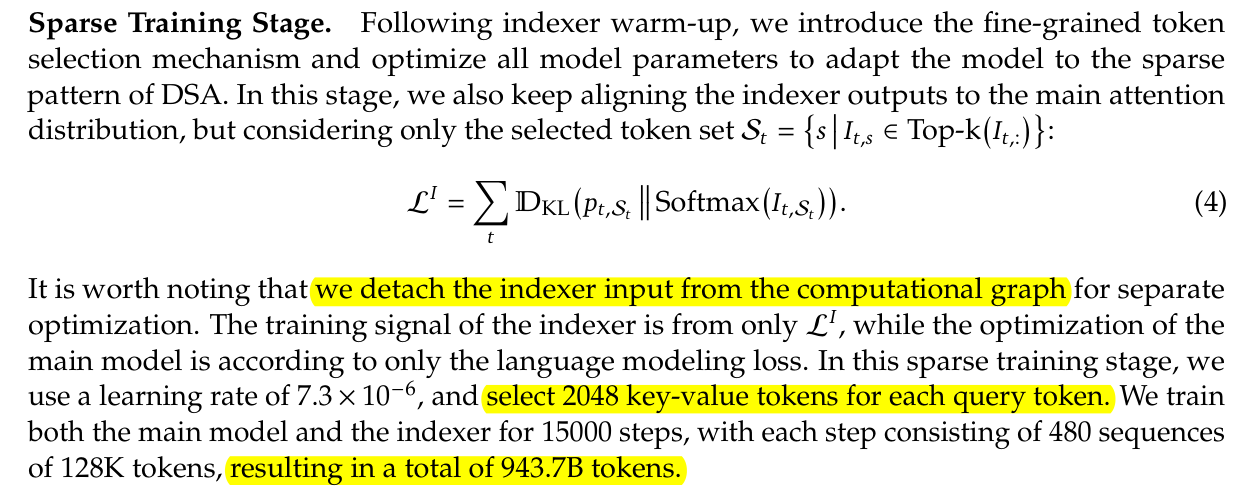 Sparse Training Stage. Following indexer warm-up, we introduce the fine-grained token
selection mechanism and optimize all model parameters to adapt the model to the sparse
pattern of DSA. In this stage, we also keep aligning the indexer outputs to the main attention
distribution, but considering only the selected token set 𝒮ₜ = {s | I_{t,s} ∈ Top-k(I_{t,:})}:
ℒ^I = ∑_t 𝔻_KL(p_{t,𝒮ₜ} ‖ Softmax(I_{t,𝒮ₜ})). (4)
It is worth noting that we detach the indexer input from the computational graph for separate
optimization. The training signal of the indexer is from only ℒ^I, while the optimization of the
main model is according to only the language modeling loss. In this sparse training stage, we
use a learning rate of 7.3 × 10⁻⁶, and select 2048 key-value tokens for each query token. We train
both the main model and the indexer for 15000 steps, with each step consisting of 480 sequences
of 128K tokens, resulting in a total of 943.7B tokens.